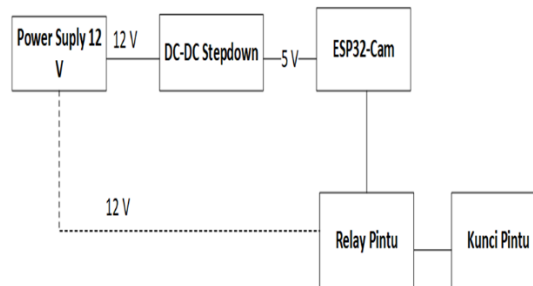 Power Suply 12
V
12 V
DC-DC Stepdown
5 V
ESP32-Cam
12 V
Relay Pintu
Kunci Pintu